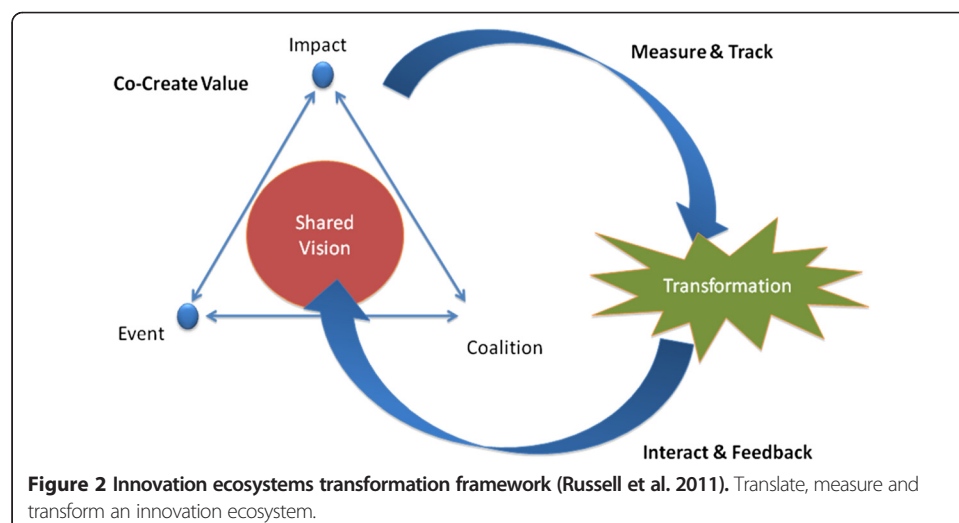 Impact
Measure & Track
Co-Create Value
Shared
Vision
Transformation
Event
Coalition
Interact & Feedback
Figure 2 Innovation ecosystems transformation framework (Russell et al. 2011). Translate, measure and
transform an innovation ecosystem.